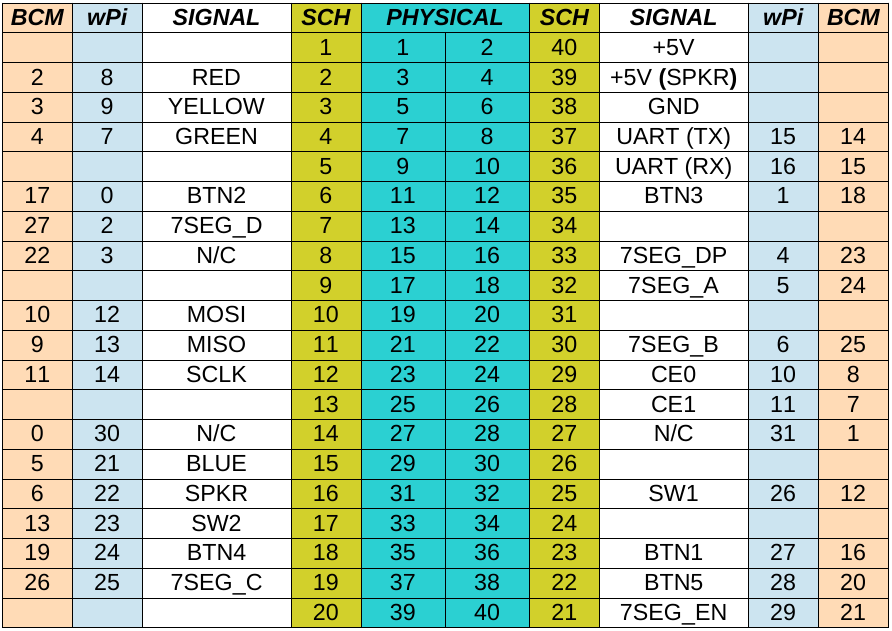 BCM wPi SIGNAL SCH PHYSICAL SCH SIGNAL wPi BCM
1 1 2 40 +5V
2 8 RED 2 3 4 39 +5V (SPKR)
3 9 YELLOW 3 5 6 38 GND
4 7 GREEN 4 7 8 37 UART (TX) 15 14
5 9 10 36 UART (RX) 16 15
17 0 BTN2 6 11 12 35 BTN3 1 18
27 2 7SEG_D 7 13 14 34
22 3 N/C 8 15 16 33 7SEG_DP 4 23
9 17 18 32 7SEG_A 5 24
10 12 MOSI 10 19 20 31
9 13 MISO 11 21 22 30 7SEG_B 6 25
11 14 SCLK 12 23 24 29 CE0 10 8
13 25 26 28 CE1 11 7
0 30 N/C 14 27 28 27 N/C 31 1
5 21 BLUE 15 29 30 26
6 22 SPKR 16 31 32 25 SW1 26 12
13 23 SW2 17 33 34 24
19 24 BTN4 18 35 36 23 BTN1 27 16
26 25 7SEG_C 19 37 38 22 BTN5 28 20
20 39 40 21 7SEG_EN 29 21